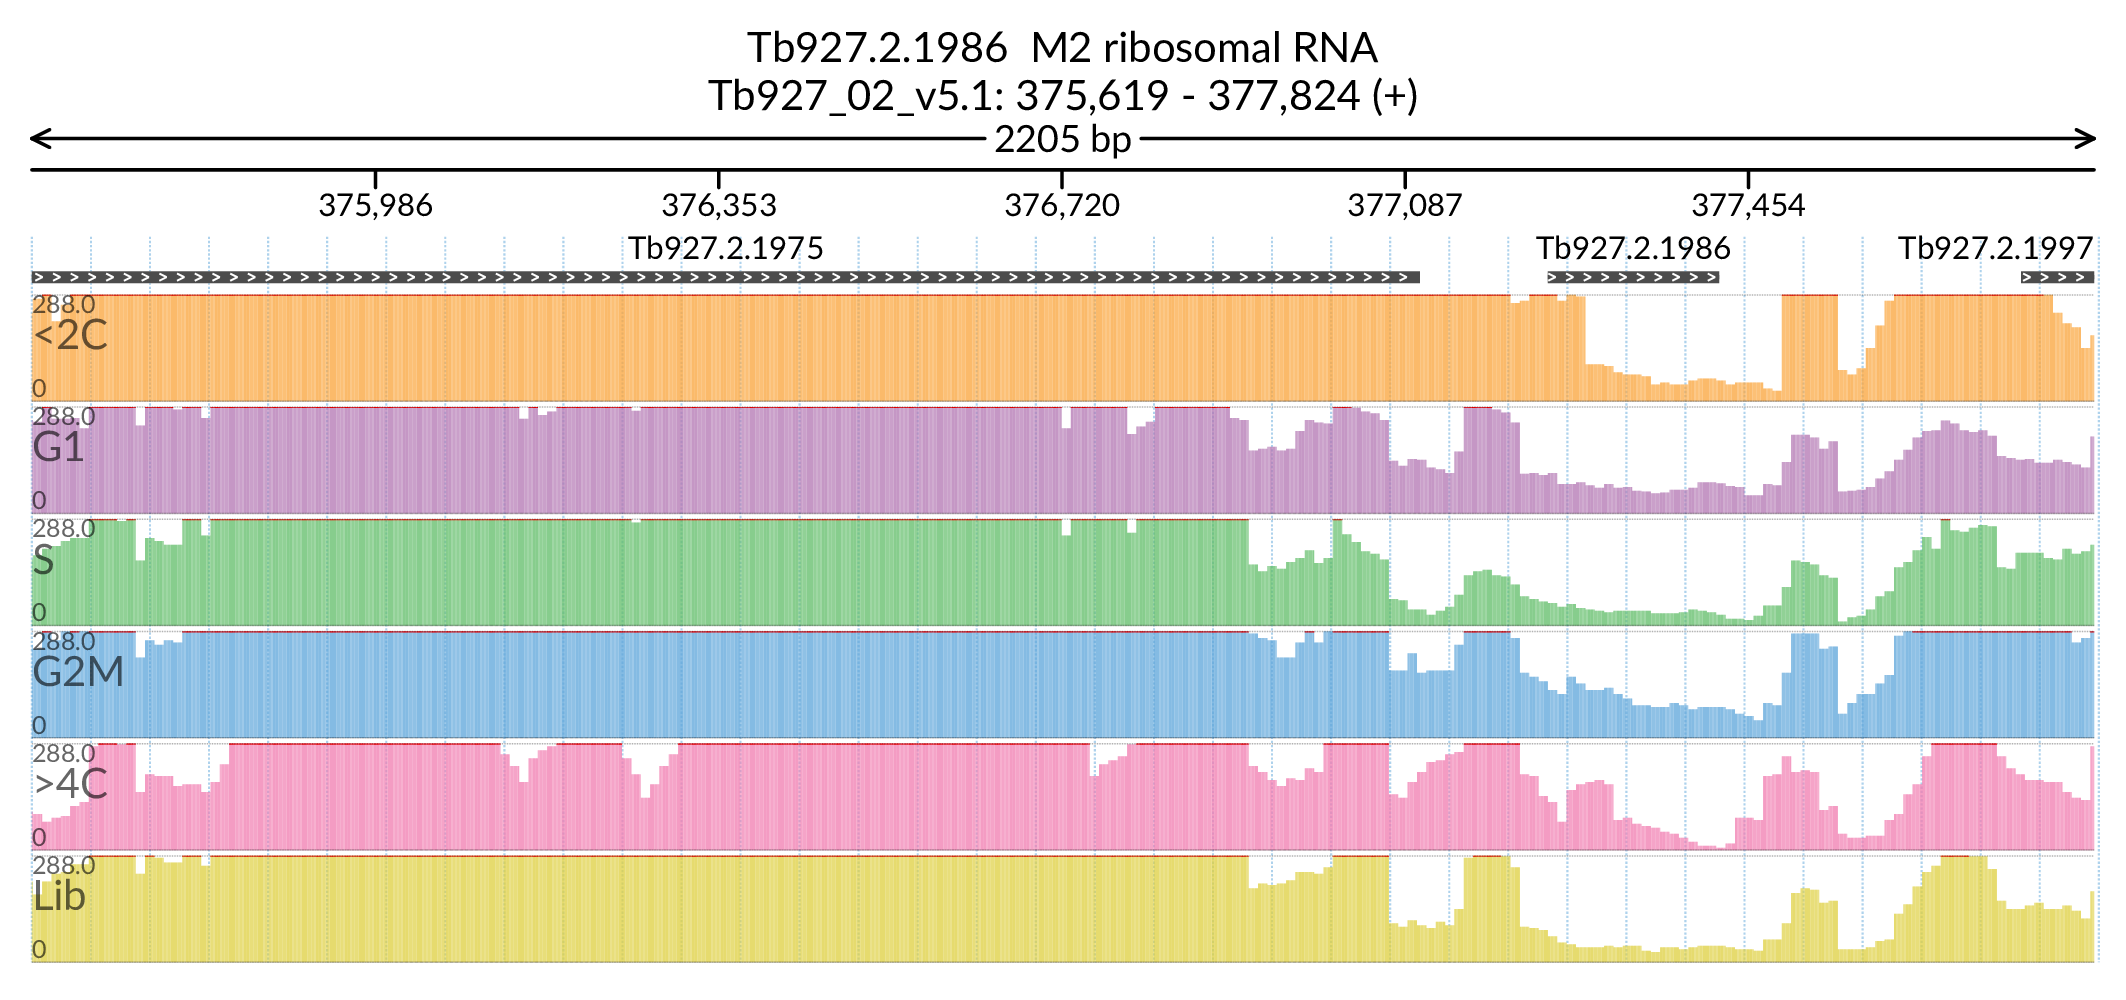 Tb927.2.1986  M2 ribosomal RNA
Tb927_02_v5.1: 375,619 - 377,824 (+)
2205 bp
375,986 376,353 376,720 377,087 377,454
Tb927.2.1975 Tb927.2.1986 Tb927.2.1997
288.0
<2C
0
288.0
G1
0
288.0
S
0
288.0
G2M
0
288.0
>4C
0
288.0
Lib
0